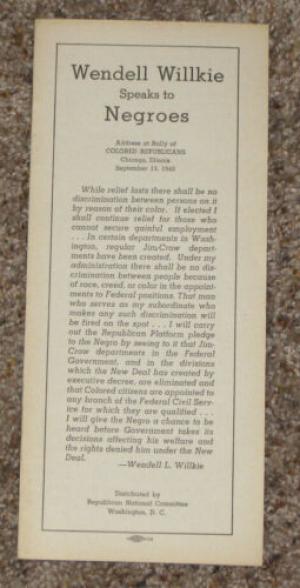 Wendell Willkie
Speaks to
Negroes
Address at Rally of
COLORED REPUBLICANS
Chicago, Illinois
September 13, 1940
While relief lasts there shall be no
discrimination between persons on it
by reason of their color. If elected I
shall continue relief for those who
cannot secure gainful employment
. . . In certain departments in Wash-
ington, regular Jim-Crow depart-
ments have been created. Under my
administration there shall be no dis-
crimination between people because
of race, creed, or color in the appoint-
ments to Federal positions. That man
who serves as my subordinate who
makes any such discrimination will
be fired on the spot . . . I will carry
out the Republican Platform pledge
to the Negro by seeing to it that Jim-
Crow departments in the Federal
Government, and in the divisions
which the New Deal has created by
executive decree, are eliminated and
that Colored citizens are appointed to
any branch of the Federal Civil Serv-
ice for which they are qualified . . .
I will give the Negro a chance to be
heard before Government takes its
decisions affecting his welfare and
the rights denied him under the New
Deal.
—Wendell L. Willkie
Distributed by
Republican National Committee
Washington, D. C.